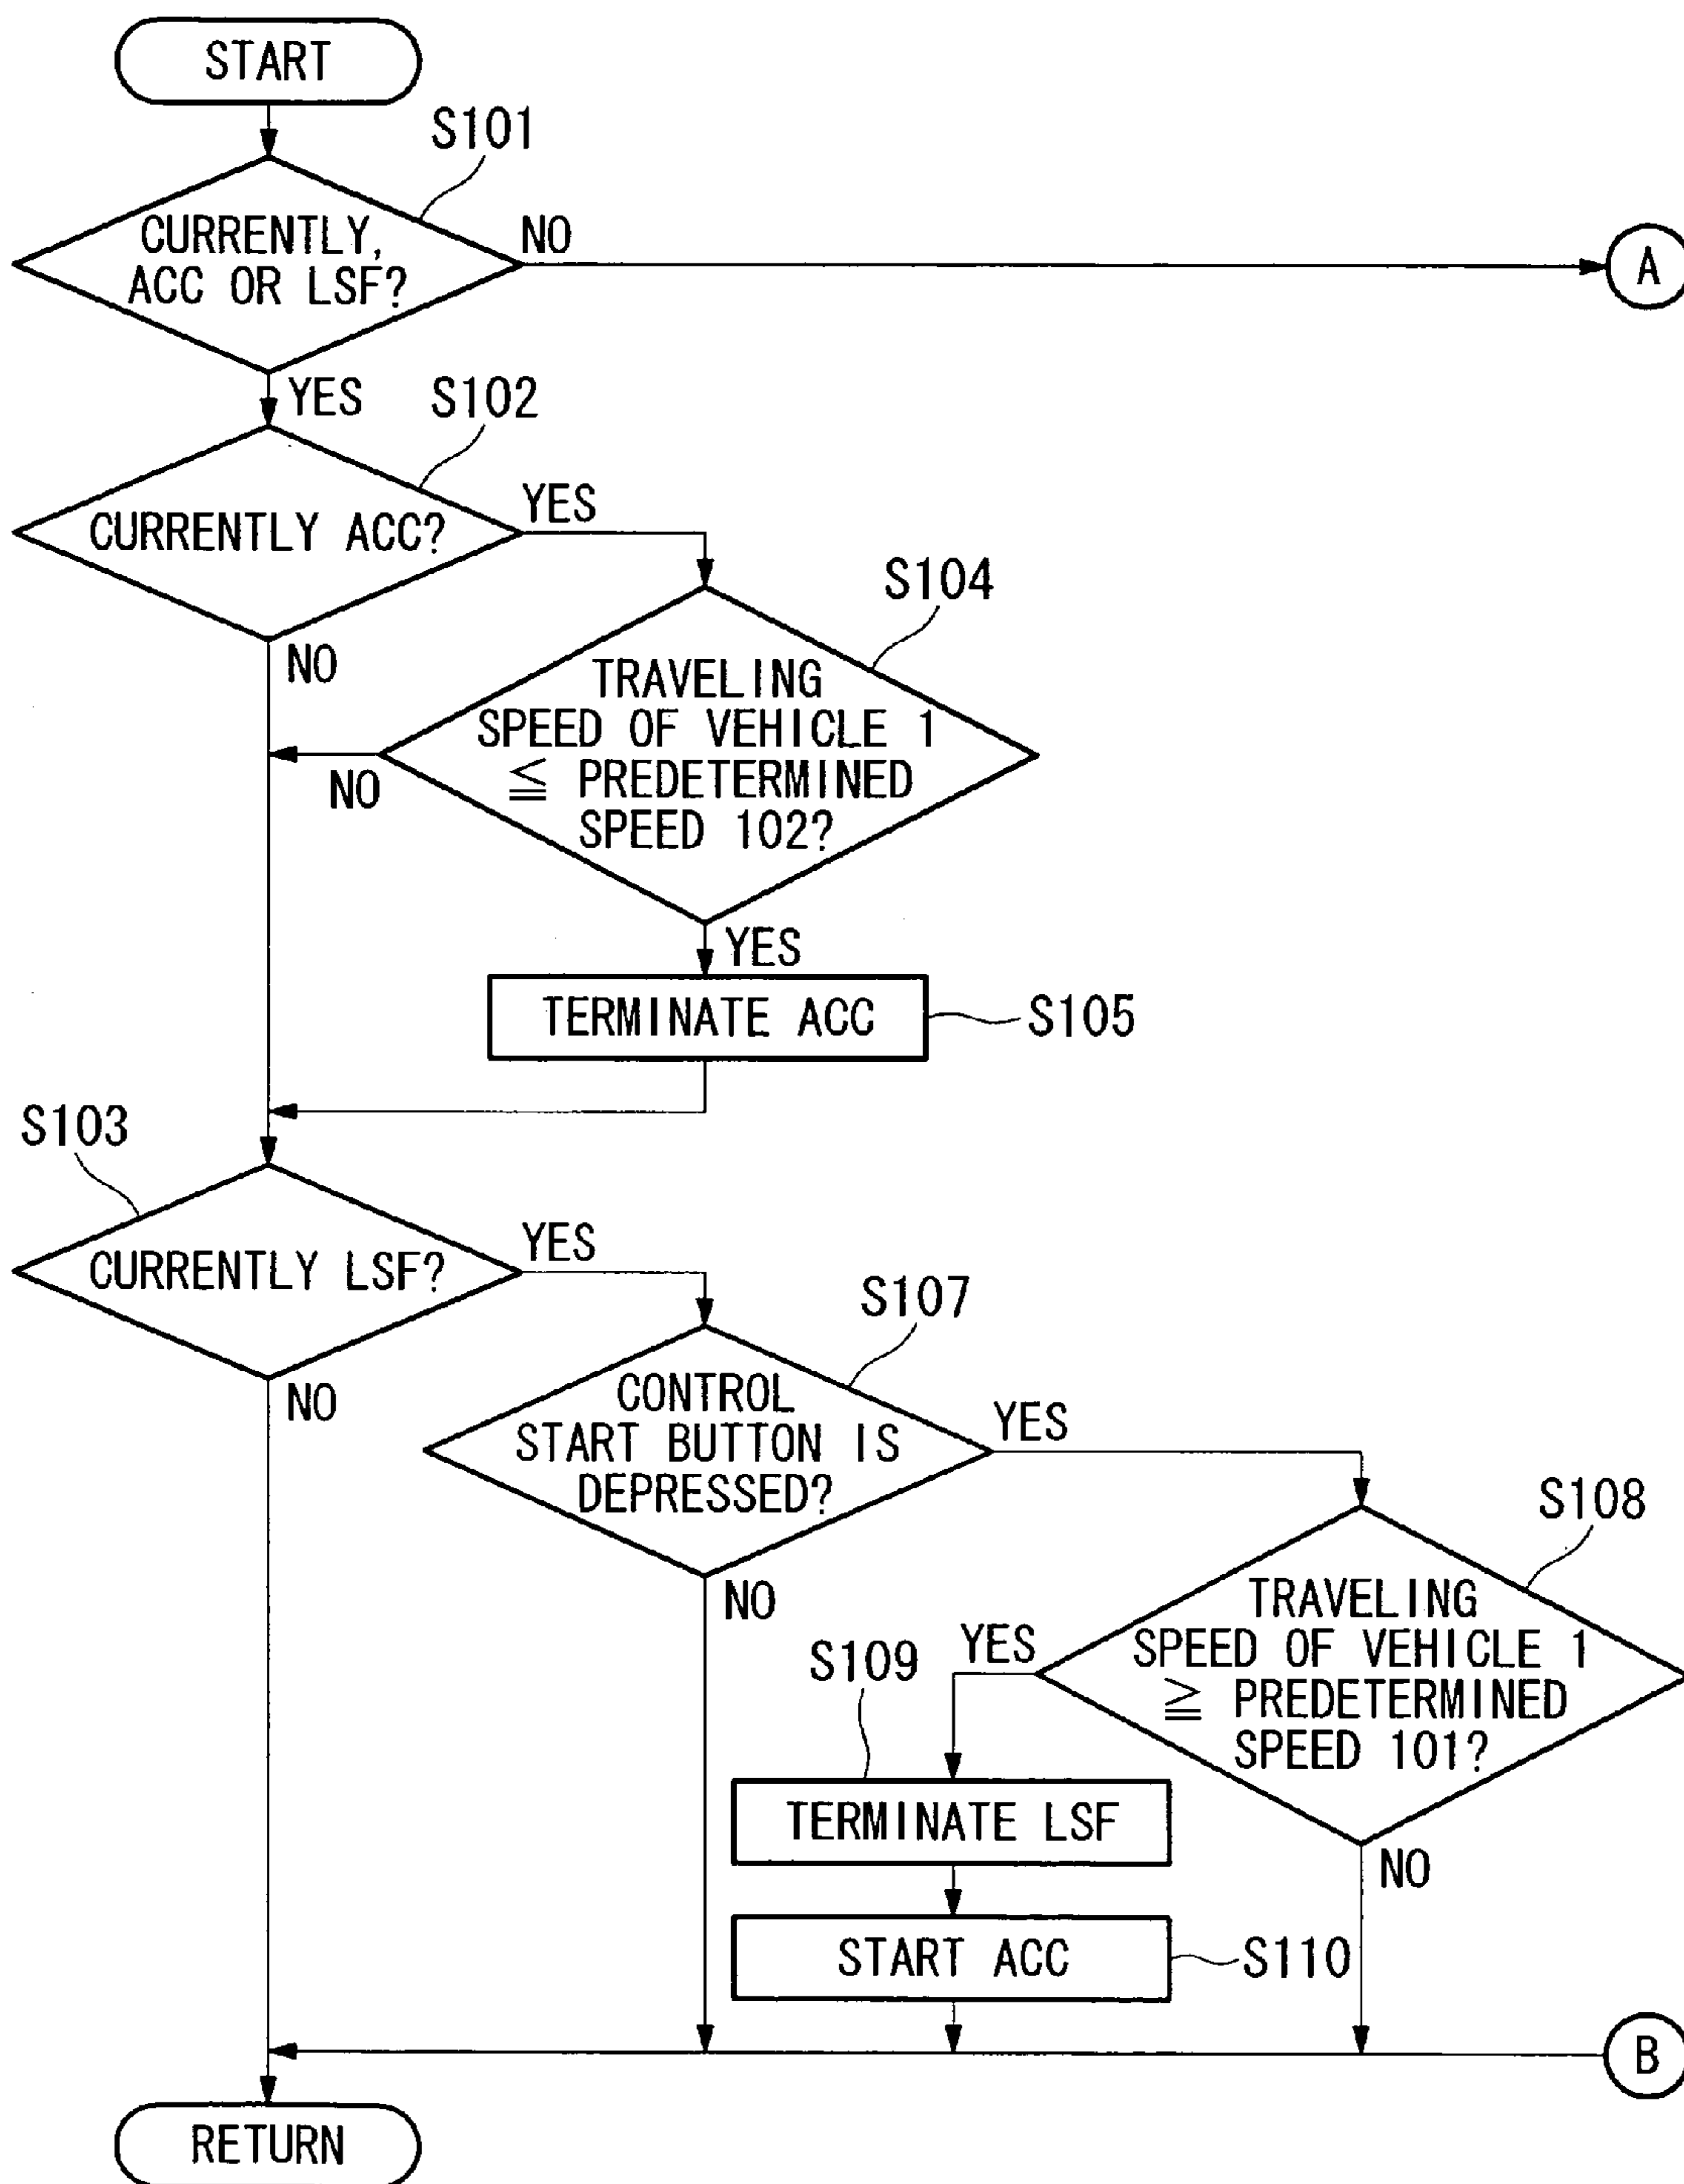 START
S101
CURRENTLY,
ACC OR LSF?
NO
A
YES
S102
CURRENTLY ACC?
YES
NO
S104
TRAVELING
SPEED OF VEHICLE 1
≦ PREDETERMINED
SPEED 102?
NO
YES
TERMINATE ACC
S105
S103
CURRENTLY LSF?
YES
NO
S107
CONTROL
START BUTTON IS
DEPRESSED?
YES
NO
S108
TRAVELING
SPEED OF VEHICLE 1
≧ PREDETERMINED
SPEED 101?
YES
NO
S109
TERMINATE LSF
START ACC
S110
B
RETURN